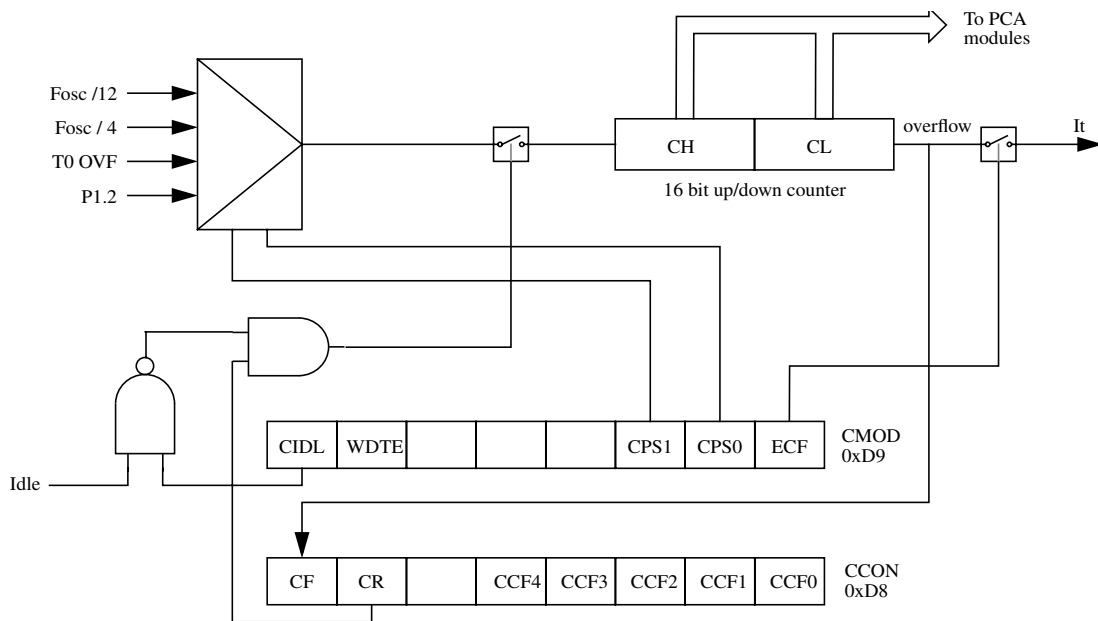 To PCA
modules
Fosc /12
Fosc / 4
T0 OVF
P1.2
CH CL
overflow
It
16 bit up/down counter
CIDL WDTE CPS1 CPS0 ECF
CMOD
0xD9
Idle
CF CR CCF4 CCF3 CCF2 CCF1 CCF0
CCON
0xD8